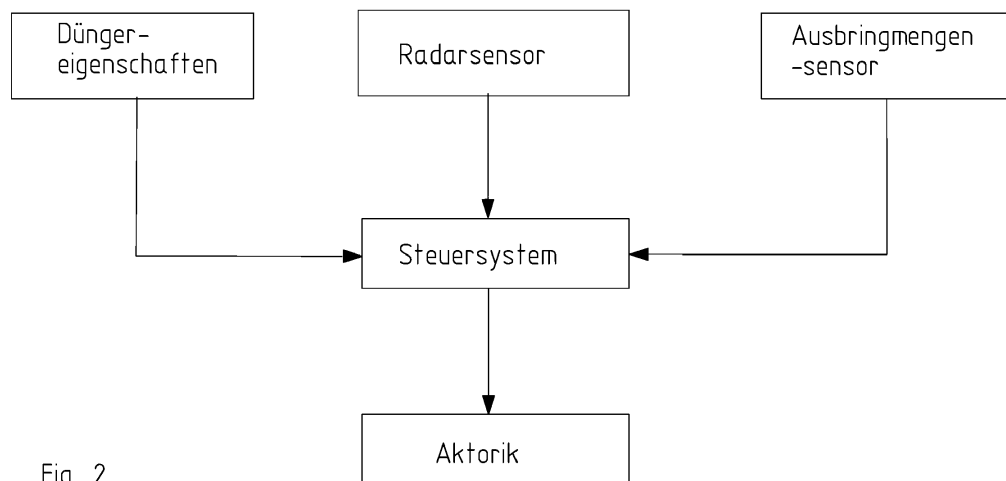 Dünger-
eigenschaften
Radarsensor
Ausbringmengen
-sensor
Steuersystem
Aktorik
Fig. 2